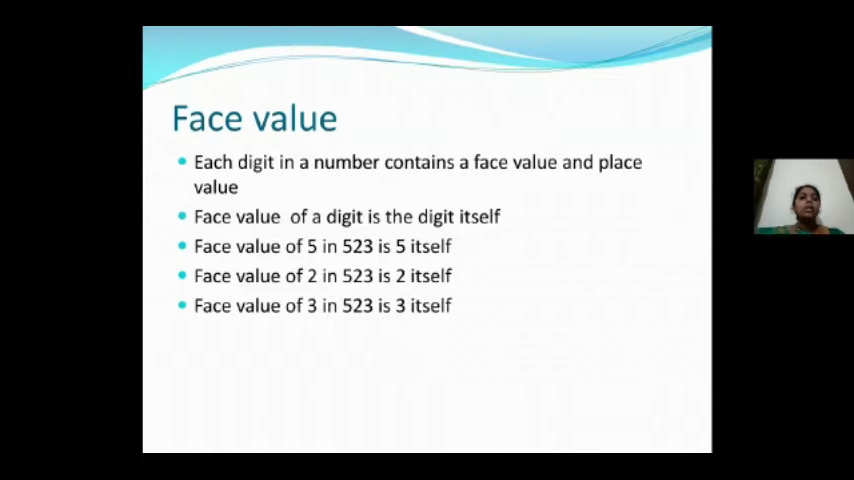 Face value
Each digit in a number contains a face value and place
value
Face value of a digit is the digit itself
Face value of 5 in 523 is 5 itself
Face value of 2 in 523 is 2 itself
Face value of 3 in 523 is 3 itself